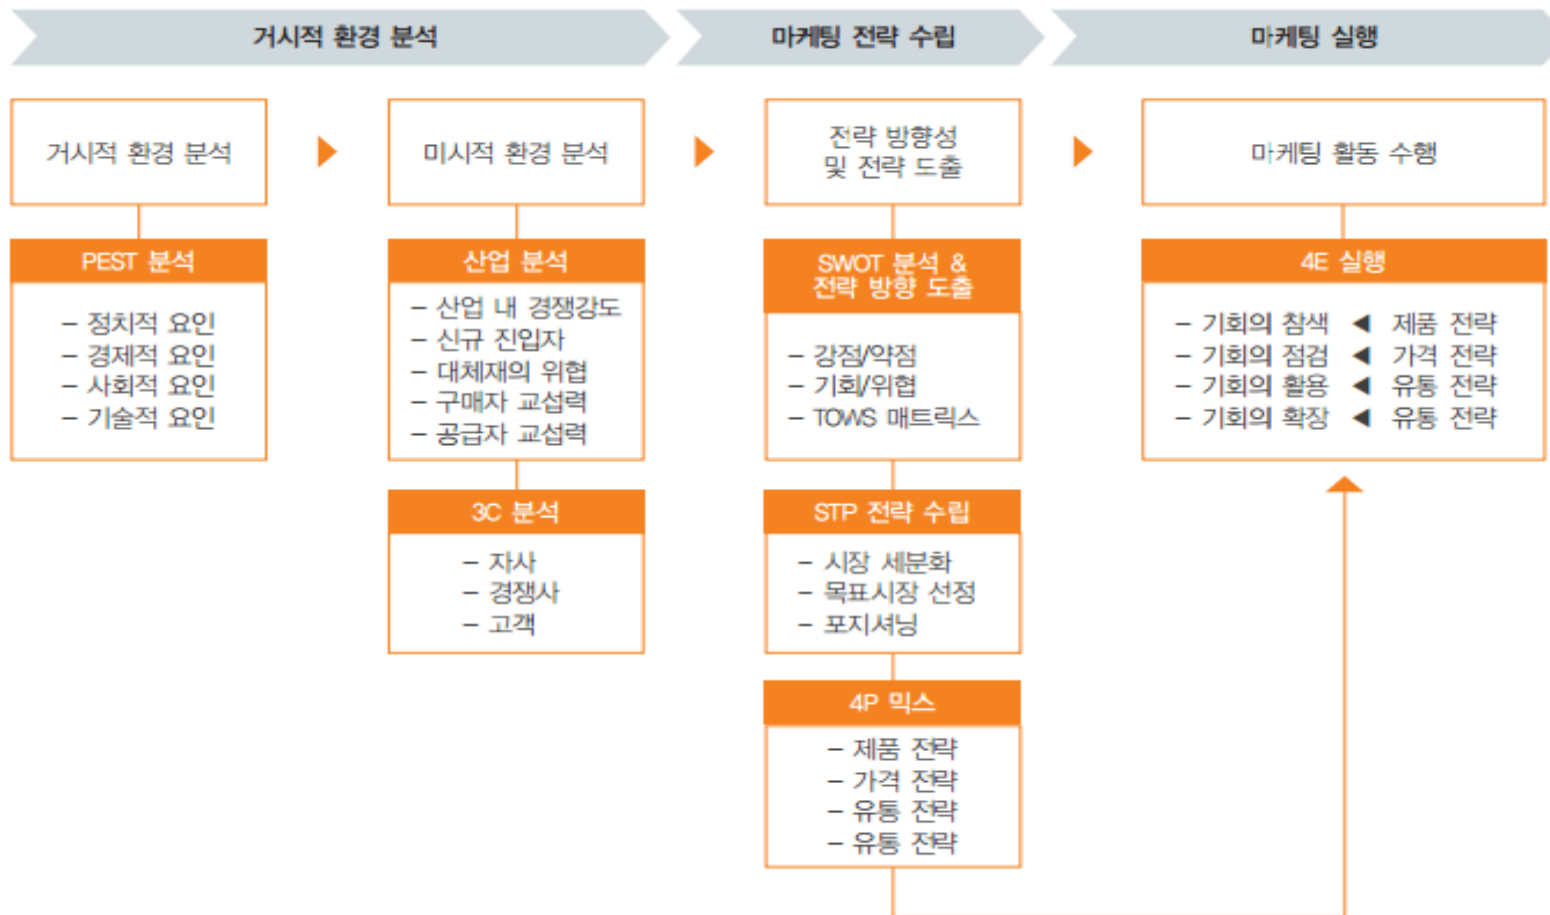 거시적 환경 분석
마케팅 전략 수립
마케팅 실행
거시적 환경 분석
미시적 환경 분석
전략 방향성
및 전략 도출
마케팅 활동 수행
PEST 분석
– 정치적 요인
– 경제적 요인
– 사회적 요인
– 기술적 요인
산업 분석
– 산업 내 경쟁강도
– 신규 진입자
– 대체재의 위협
– 구매자 교섭력
– 공급자 교섭력
3C 분석
– 자사
– 경쟁사
– 고객
SWOT 분석 &
전략 방향 도출
– 강점/약점
– 기회/위협
– TOWS 매트릭스
STP 전략 수립
– 시장 세분화
– 목표시장 선정
– 포지셔닝
4P 믹스
– 제품 전략
– 가격 전략
– 유통 전략
– 유통 전략
4E 실행
– 기회의 참색 ◀ 제품 전략
– 기회의 점검 ◀ 가격 전략
– 기회의 활용 ◀ 유통 전략
– 기회의 확장 ◀ 유통 전략